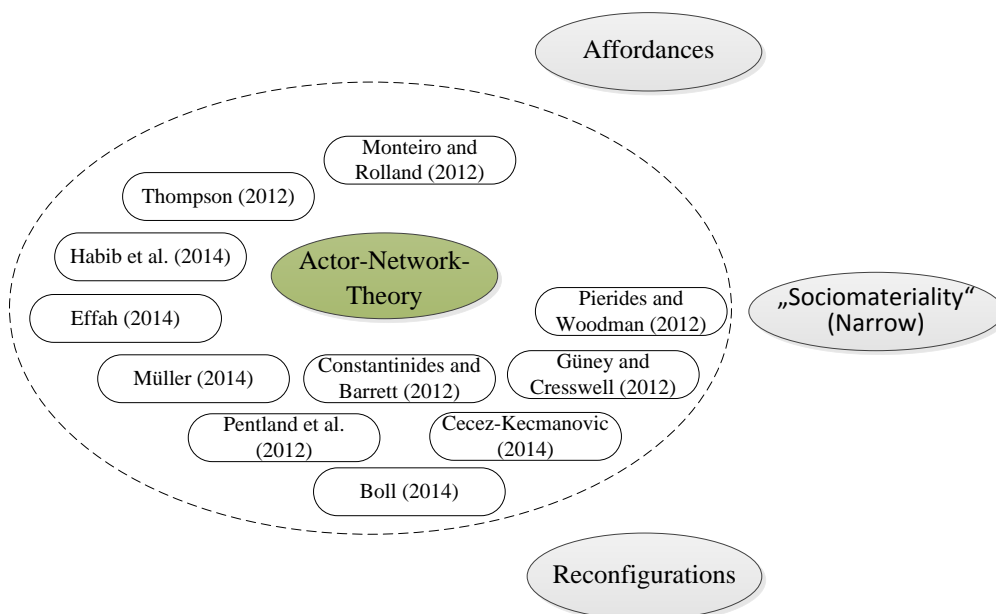 Affordances
Monteiro and
Rolland (2012)
Thompson (2012)
Habib et al. (2014)
Actor-Network-
Theory
Effah (2014)
Pierides and
Woodman (2012)
„Sociomateriality“
(Narrow)
Müller (2014)
Constantinides and
Barrett (2012)
Güney and
Cresswell (2012)
Pentland et al.
(2012)
Cecez-Kecmanovic
(2014)
Boll (2014)
Reconfigurations